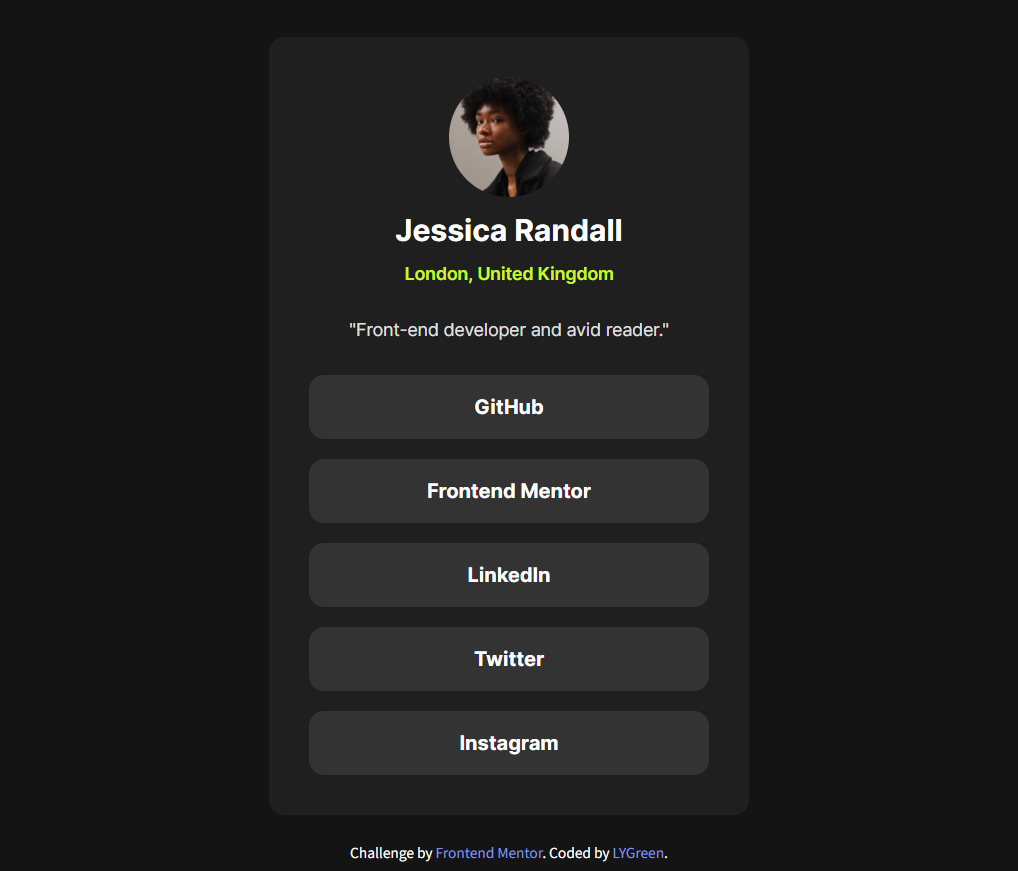 Jessica Randall
London, United Kingdom
"Front-end developer and avid reader."
GitHub
Frontend Mentor
LinkedIn
Twitter
Instagram
Challenge by Frontend Mentor. Coded by LYGreen.